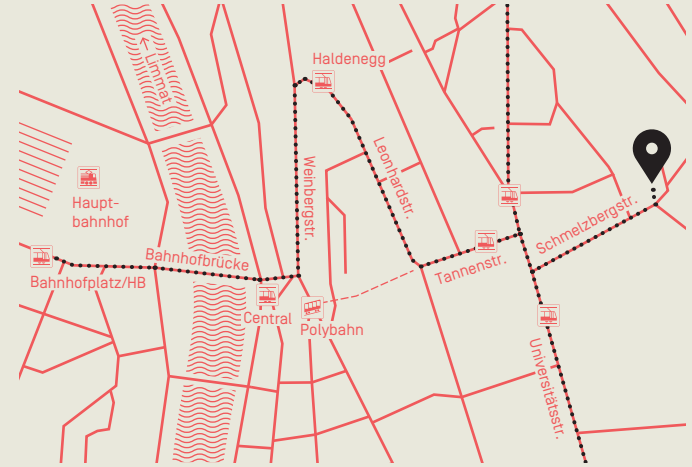 Haldenegg
← Limmat
Leonhardstr.
Weinbergstr.
Haupt-
bahnhof
Schmelzbergstr.
Bahnhofbrücke
Tannenstr.
Bahnhofplatz/HB
Central
Polybahn
Universitätsstr.